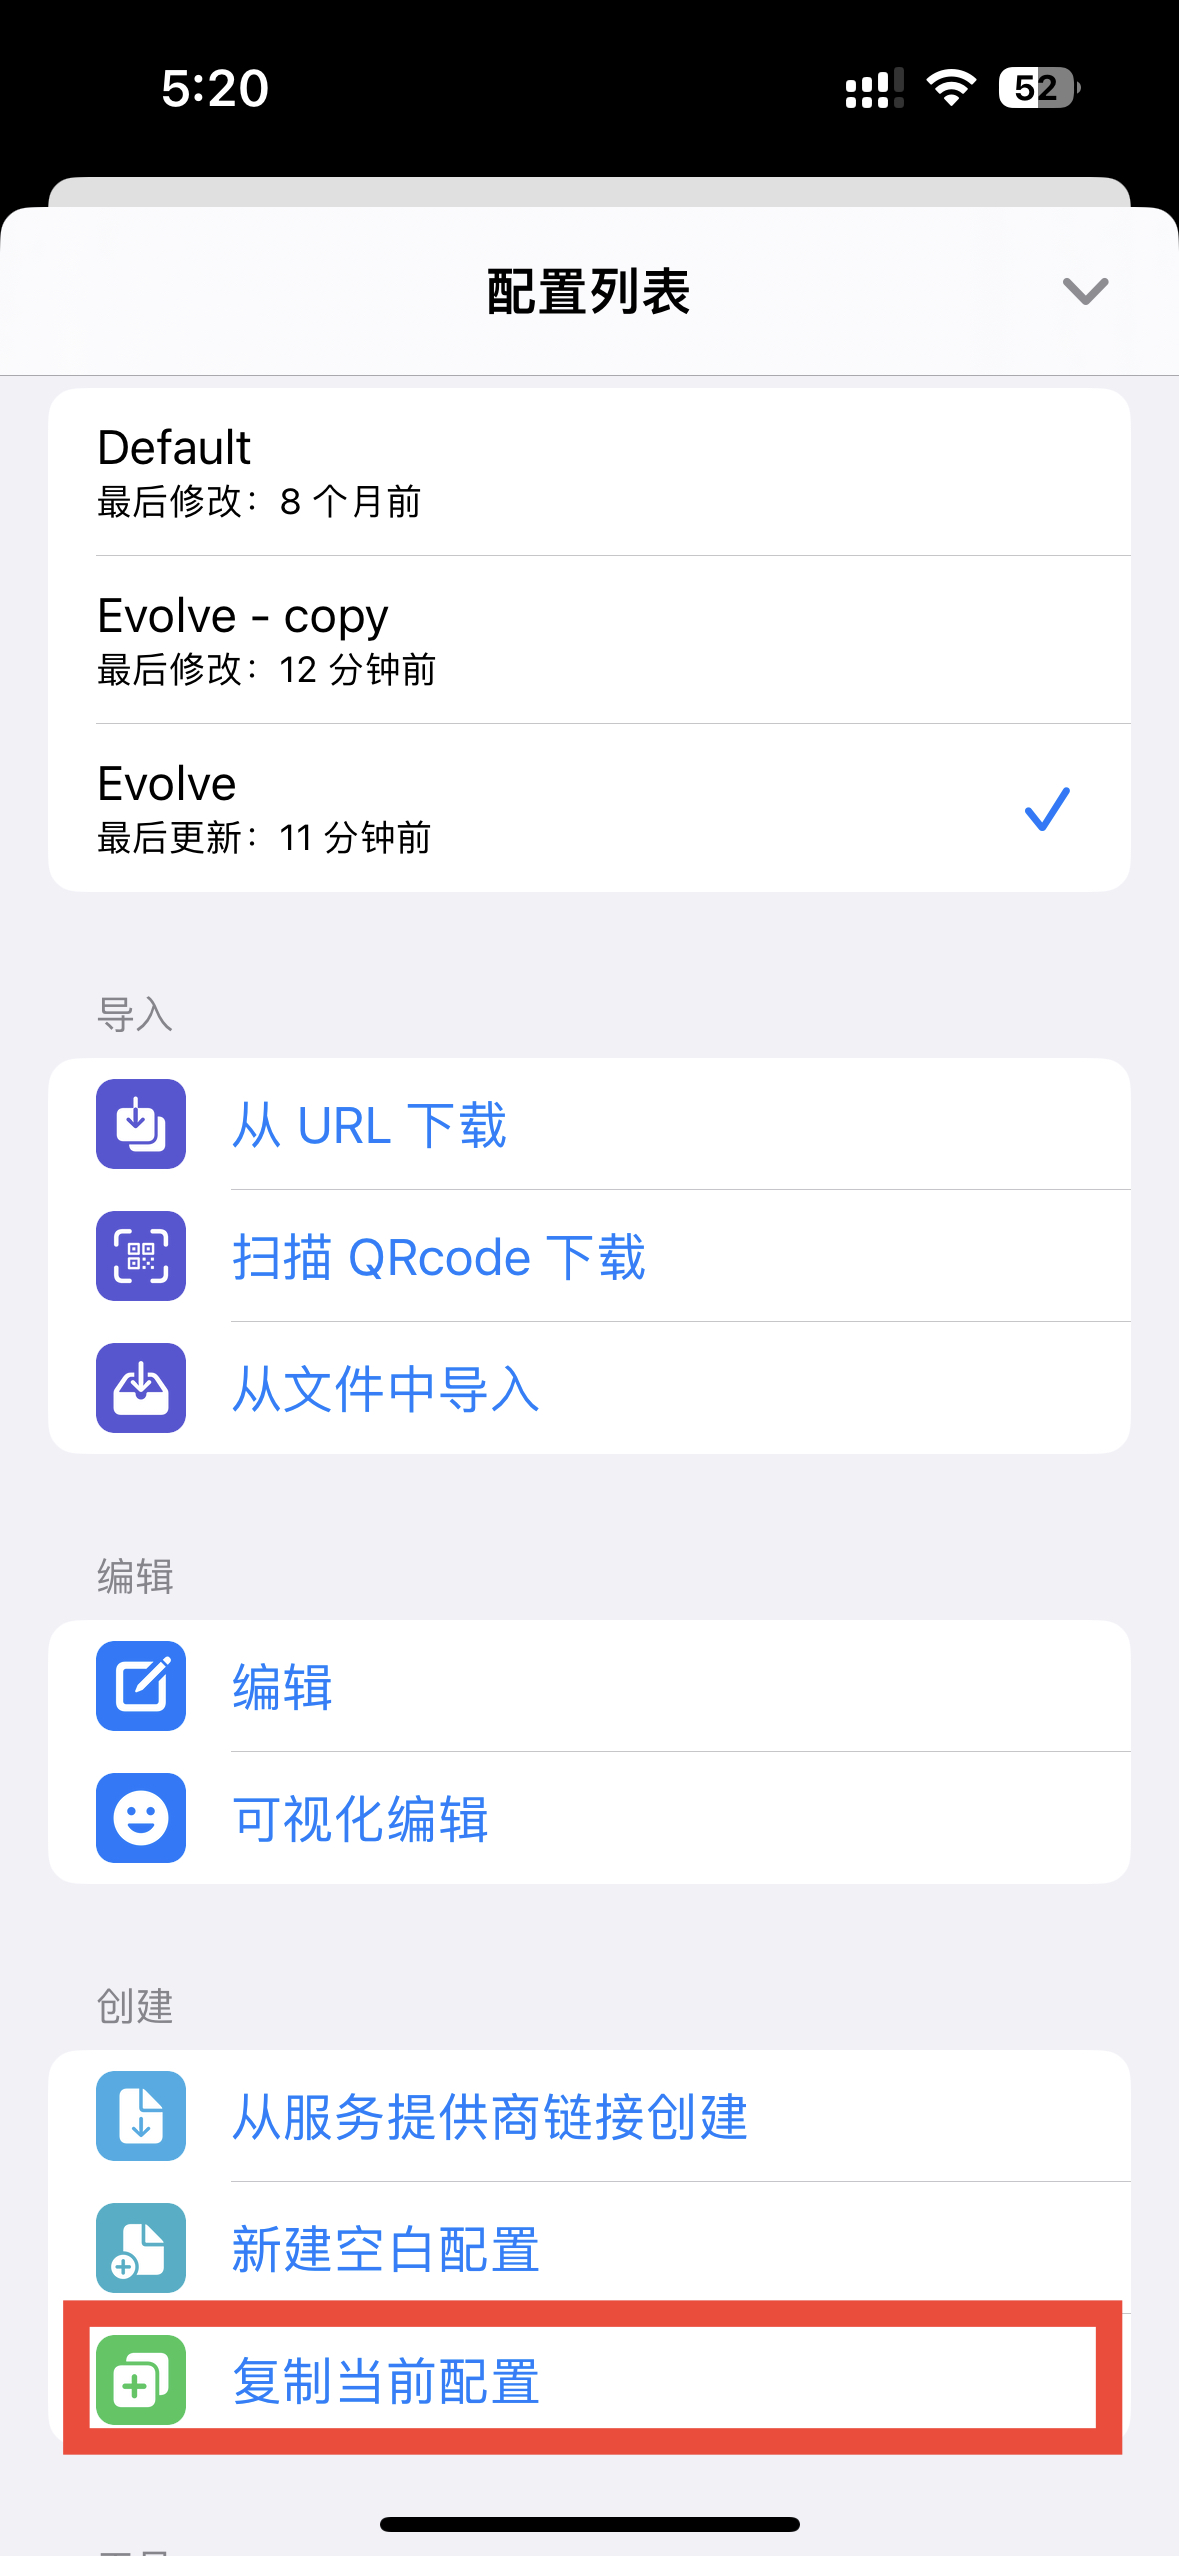 5:20
52
配置列表
Default
最后修改：8 个月前
Evolve - copy
最后修改：12 分钟前
Evolve
最后更新：11 分钟前
导入
从 URL 下载
扫描 QRcode 下载
从文件中导入
编辑
编辑
可视化编辑
创建
从服务提供商链接创建
新建空白配置
复制当前配置